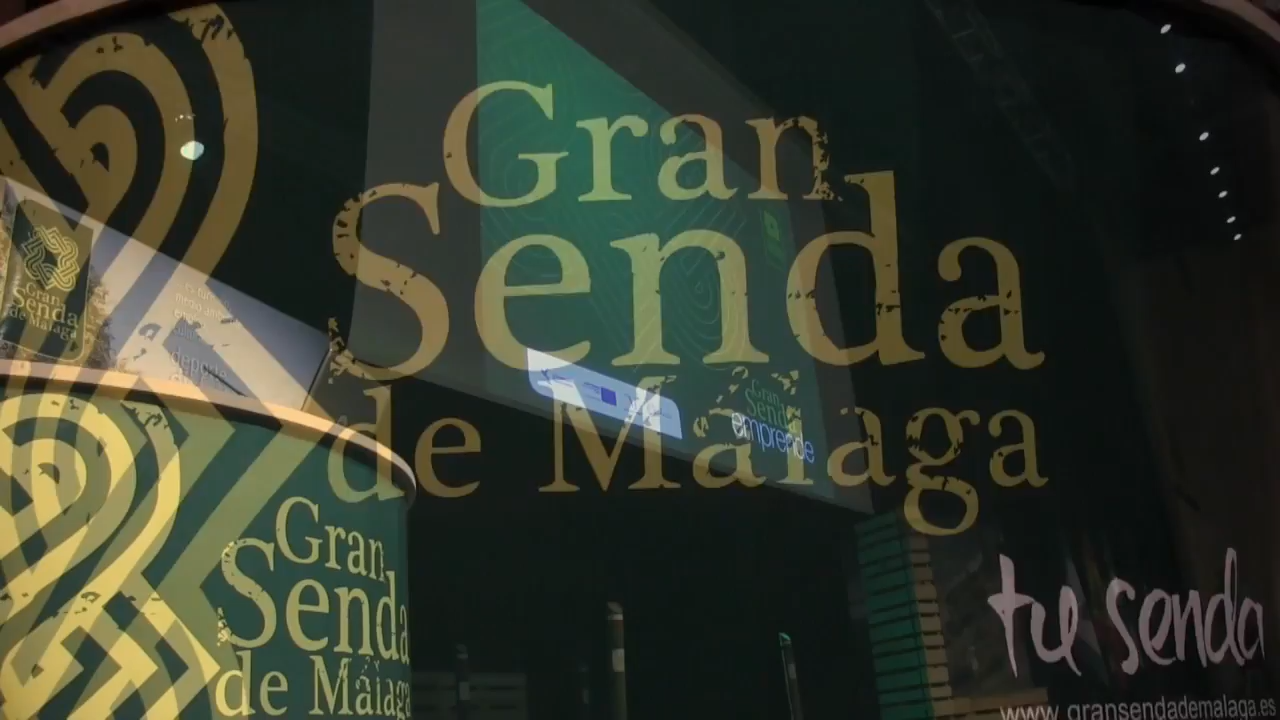 Gran
Senda
de Málaga
Gran
Senda
de Málaga
deporte
Gran
Senda
emprende
Gran
Senda
de Málaga
tu senda
www.gransendademalaga.es